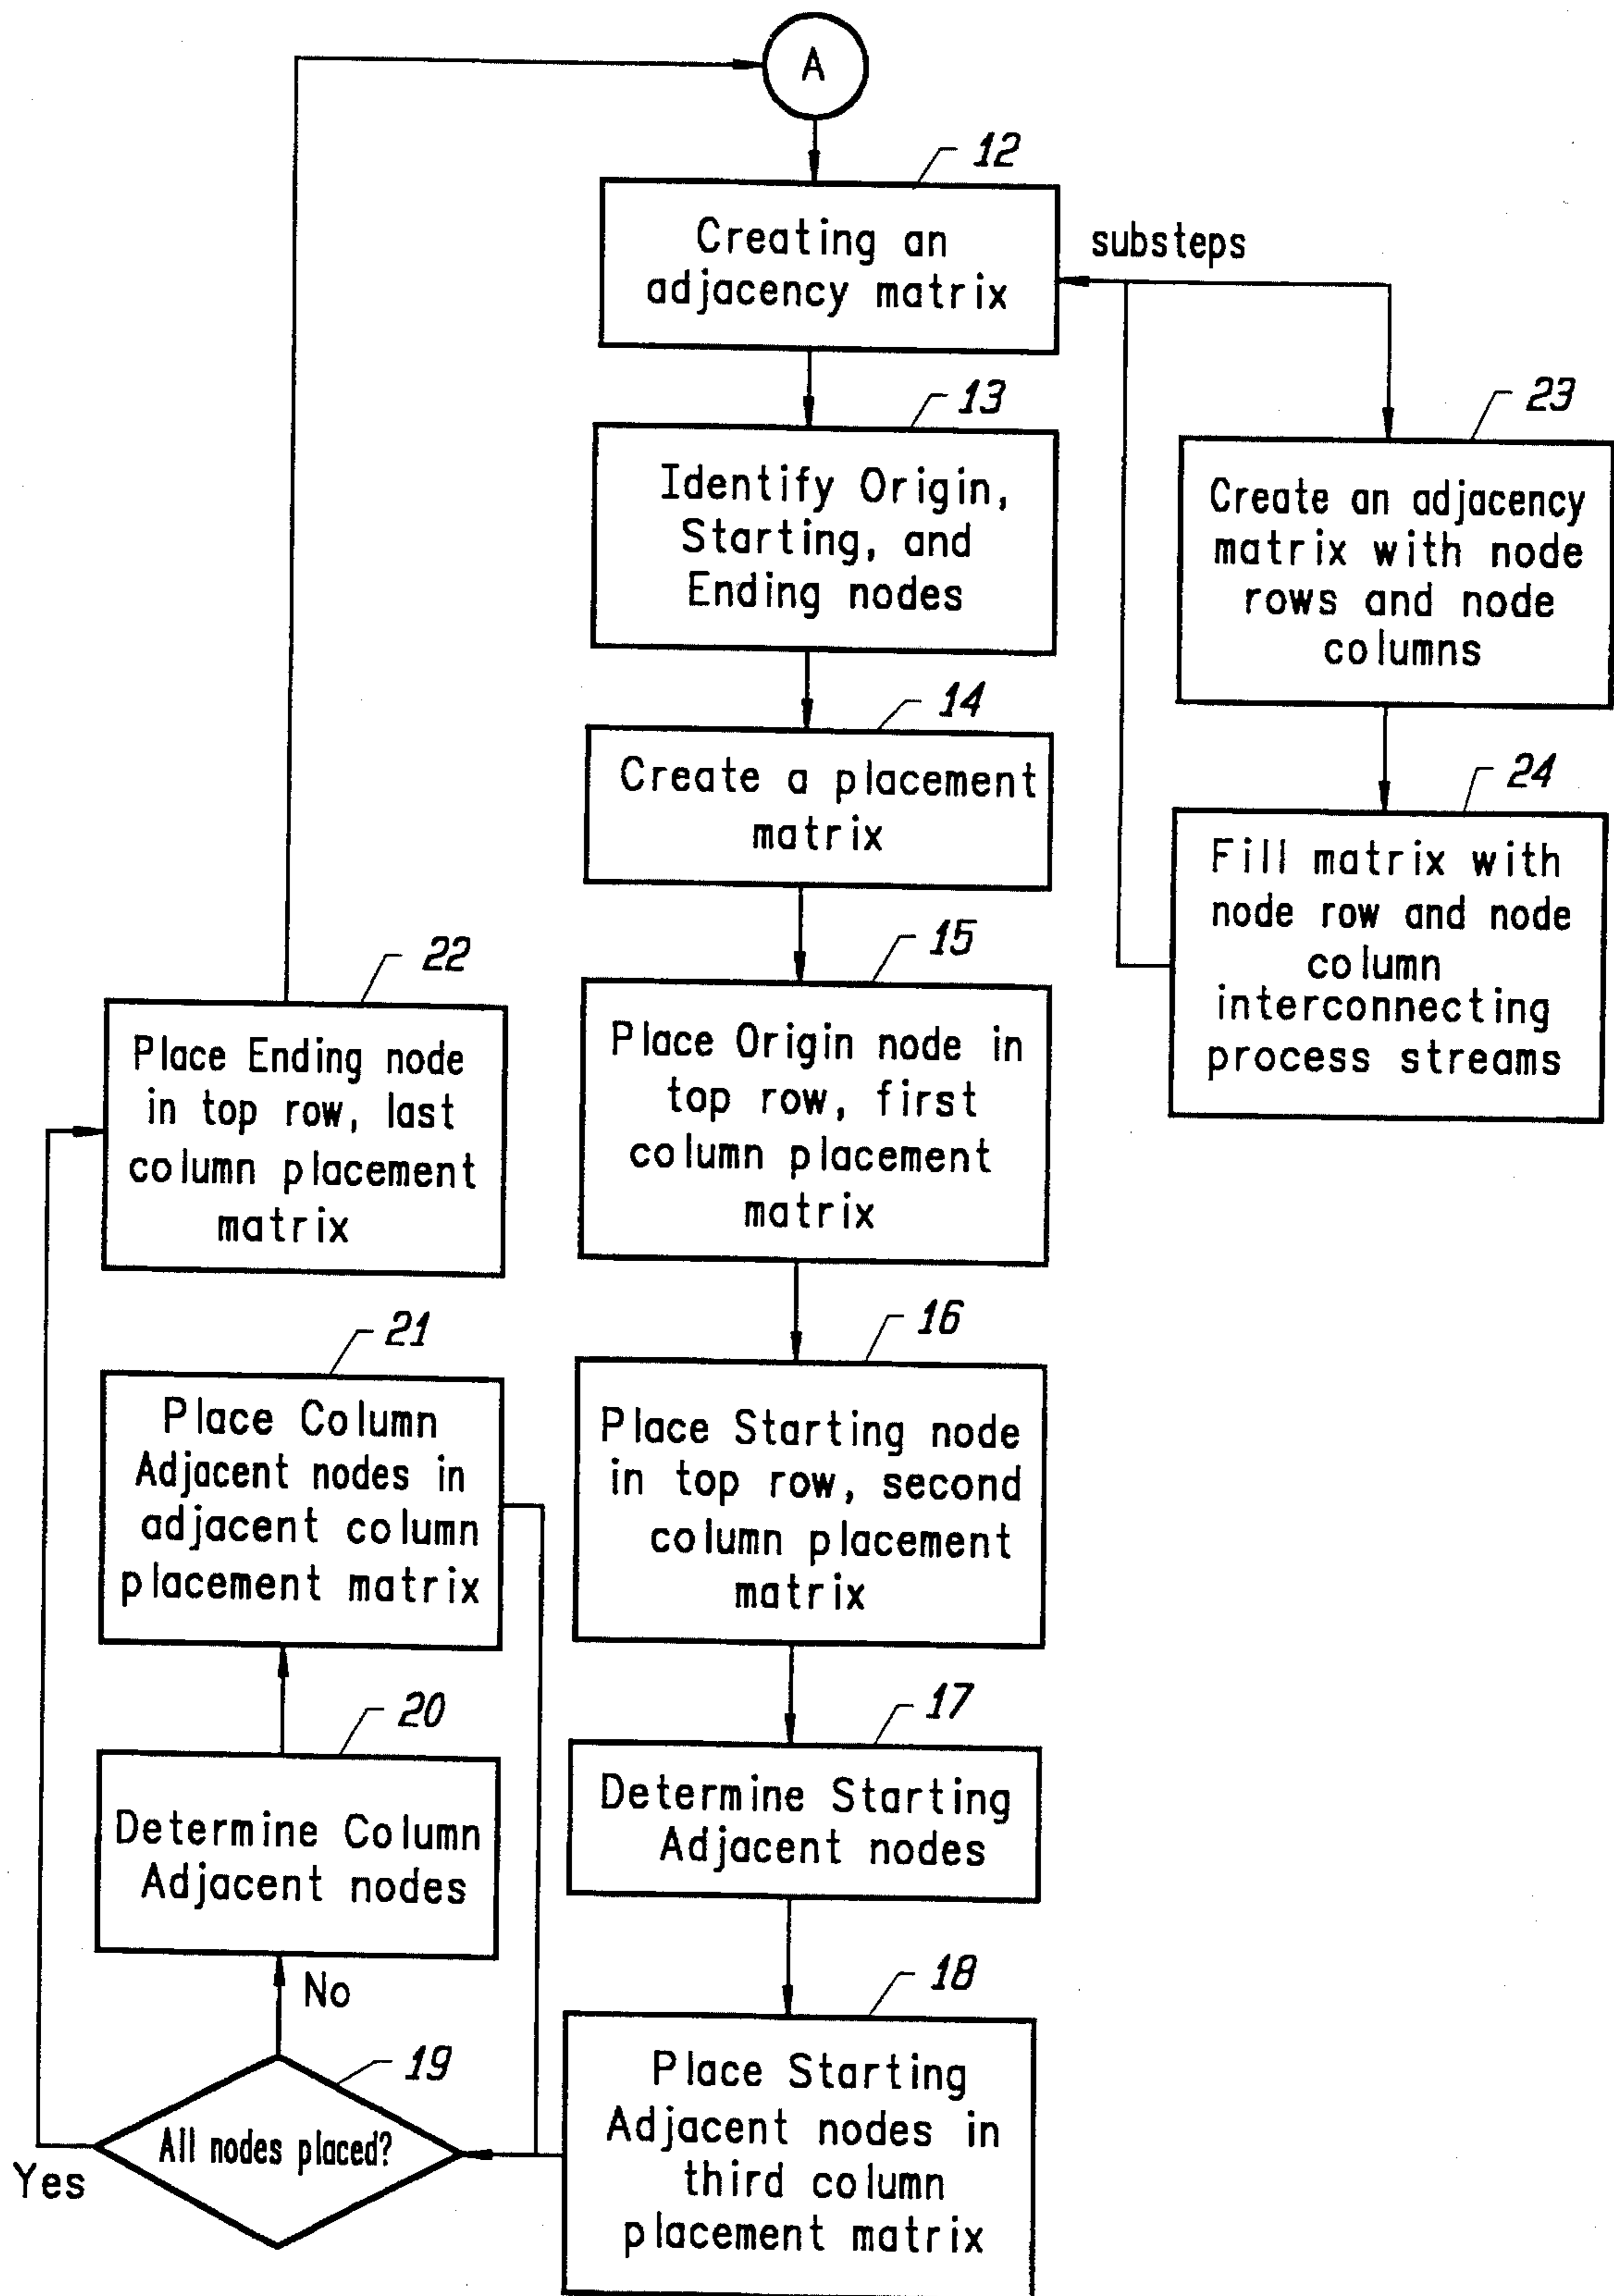 A
12
Creating an
adjacency matrix
substeps
13
Identify Origin,
Starting, and
Ending nodes
23
Create an adjacency
matrix with node
rows and node
columns
14
Create a placement
matrix
24
Fill matrix with
node row and node
column
interconnecting
process streams
15
Place Origin node in
top row, first
column placement
matrix
22
Place Ending node
in top row, last
column placement
matrix
16
Place Starting node
in top row, second
column placement
matrix
21
Place Column
Adjacent nodes in
adjacent column
placement matrix
17
Determine Starting
Adjacent nodes
20
Determine Column
Adjacent nodes
No
18
Place Starting
Adjacent nodes in
third column
placement matrix
19
All nodes placed?
Yes